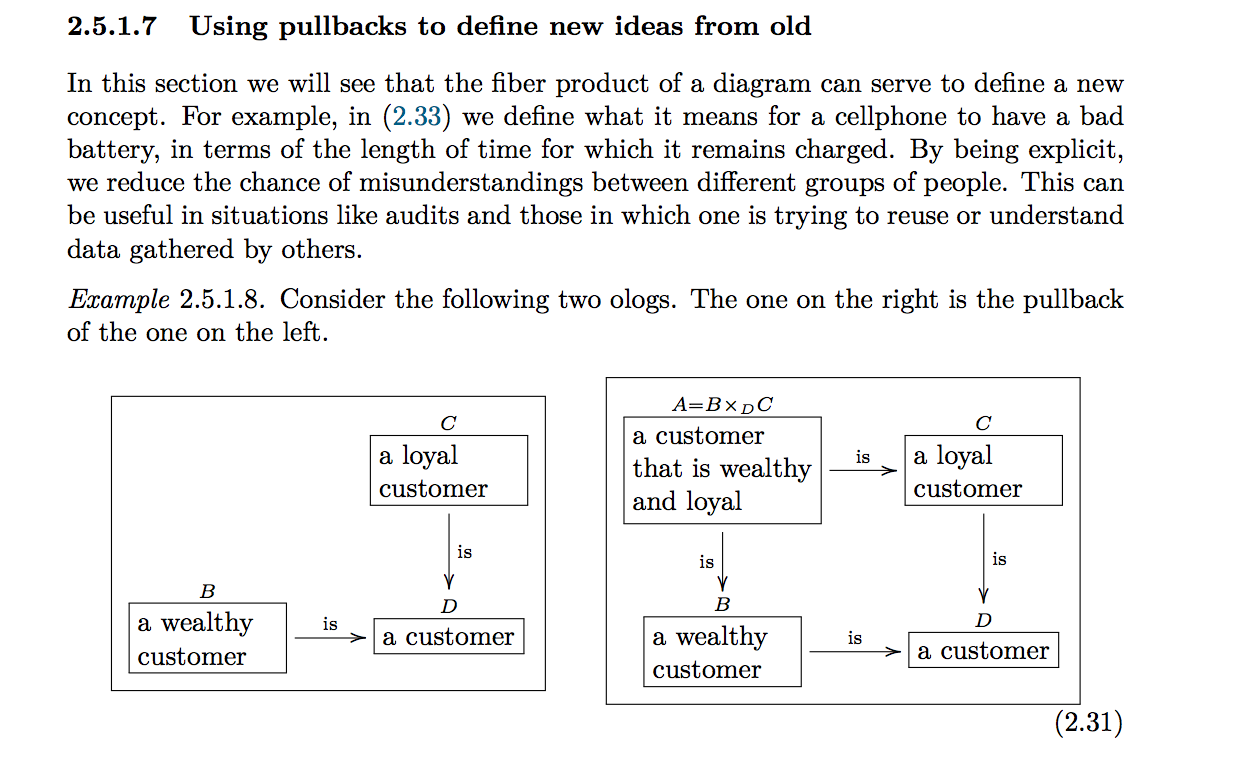 2.5.1.7 Using pullbacks to define new ideas from old
In this section we will see that the fiber product of a diagram can serve to define a new
concept. For example, in (2.33) we define what it means for a cellphone to have a bad
battery, in terms of the length of time for which it remains charged. By being explicit,
we reduce the chance of misunderstandings between different groups of people. This can
be useful in situations like audits and those in which one is trying to reuse or understand
data gathered by others.
Example 2.5.1.8. Consider the following two ologs. The one on the right is the pullback
of the one on the left.
C
a loyal
customer
is
B
a wealthy
customer
is
D
a customer
A=B×DC
a customer
that is wealthy
and loyal
is
C
a loyal
customer
is
is
B
a wealthy
customer
is
D
a customer
(2.31)